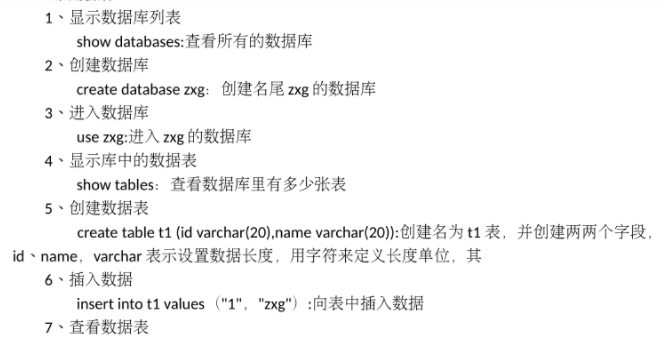 1、显示数据库列表
show databases:查看所有的数据库
2、创建数据库
create database zxg： 创建名尾 zxg 的数据库
3、进入数据库
use zxg:进入 zxg 的数据库
4、显示库中的数据表
show tables： 查看数据库里有多少张表
5、创建数据表
create table t1 (id varchar(20),name varchar(20)):创建名为 t1 表，并创建两两个字段，
id、name，varchar 表示设置数据长度，用字符来定义长度单位，其
6、插入数据
insert into t1 values（"1"，"zxg"）:向表中插入数据
7、查看数据表